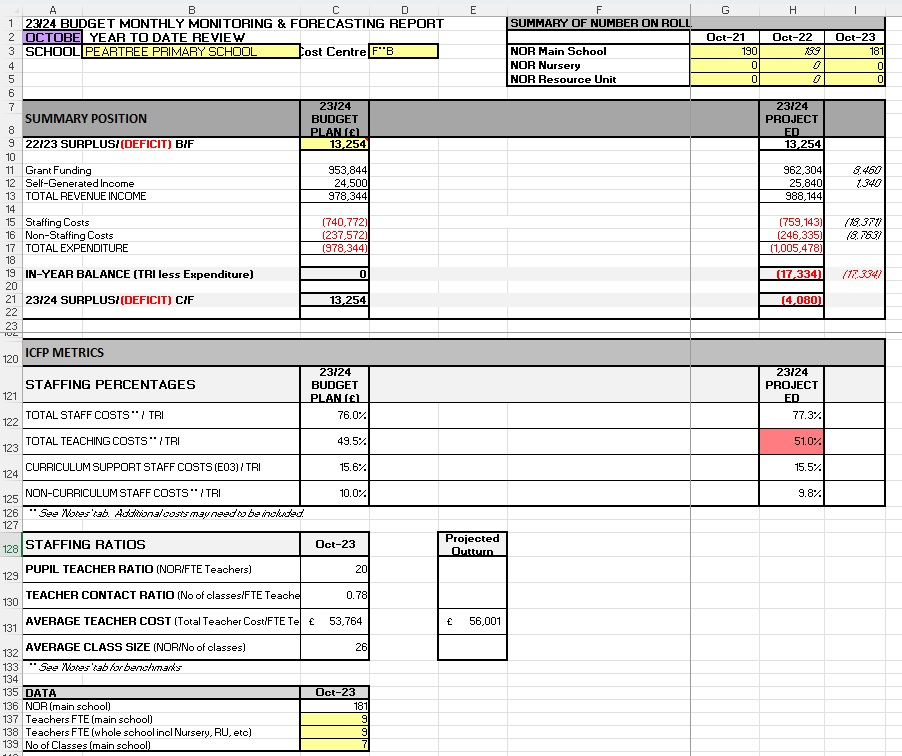 A B C D E F G H I
1 23/24 BUDGET MONTHLY MONITORING & FORECASTING REPORT SUMMARY OF NUMBER ON ROLL
2 OCTOBE YEAR TO DATE REVIEW Oct-21 Oct-22 Oct-23
3 SCHOOL PEARTREE PRIMARY SCHOOL Cost Centre F**B NOR Main School 190 189 181
4 NOR Nursery 0 0 0
5 NOR Resource Unit 0 0 0
6
7 23/24 BUDGET PLAN (£) 23/24 PROJECT ED
8 SUMMARY POSITION
9 22/23 SURPLUS/(DEFICIT) B/F 13,254 13,254
10
11 Grant Funding 953,844 962,304 8,460
12 Self-Generated Income 24,500 25,840 1,340
13 TOTAL REVENUE INCOME 978,344 988,144
14
15 Staffing Costs (740,772) (759,143) (18,371)
16 Non-Staffing Costs (237,572) (246,335) (8,763)
17 TOTAL EXPENDITURE (978,344) (1,005,478)
18
19 IN-YEAR BALANCE (TRI less Expenditure) 0 (17,334) (17,334)
20
21 23/24 SURPLUS/(DEFICIT) C/F 13,254 (4,080)
22
23
120 ICFP METRICS
121 STAFFING PERCENTAGES 23/24 BUDGET PLAN (£) 23/24 PROJECT ED
122 TOTAL STAFF COSTS ** / TRI 76.0% 77.3%
123 TOTAL TEACHING COSTS ** / TRI 49.5% 51.0%
124 CURRICULUM SUPPORT STAFF COSTS (E03) / TRI 15.6% 15.5%
125 NON-CURRICULUM STAFF COSTS ** / TRI 10.0% 9.8%
126 ** See 'Notes' tab. Additional costs may need to be included.
127
128 STAFFING RATIOS Oct-23 Projected Outturn
129 PUPIL TEACHER RATIO (NOR/FTE Teachers) 20
130 TEACHER CONTACT RATIO (No of classes/FTE Teache 0.78
131 AVERAGE TEACHER COST (Total Teacher Cost/FTE Te £ 53,764 £ 56,001
132 AVERAGE CLASS SIZE (NOR/No of classes) 26
133 ** See 'Notes' tab for benchmarks
134
135 DATA Oct-23
136 NOR (main school) 181
137 Teachers FTE (main school) 9
138 Teachers FTE (whole school incl Nursery, RU, etc) 9
139 No of Classes (main school) 7